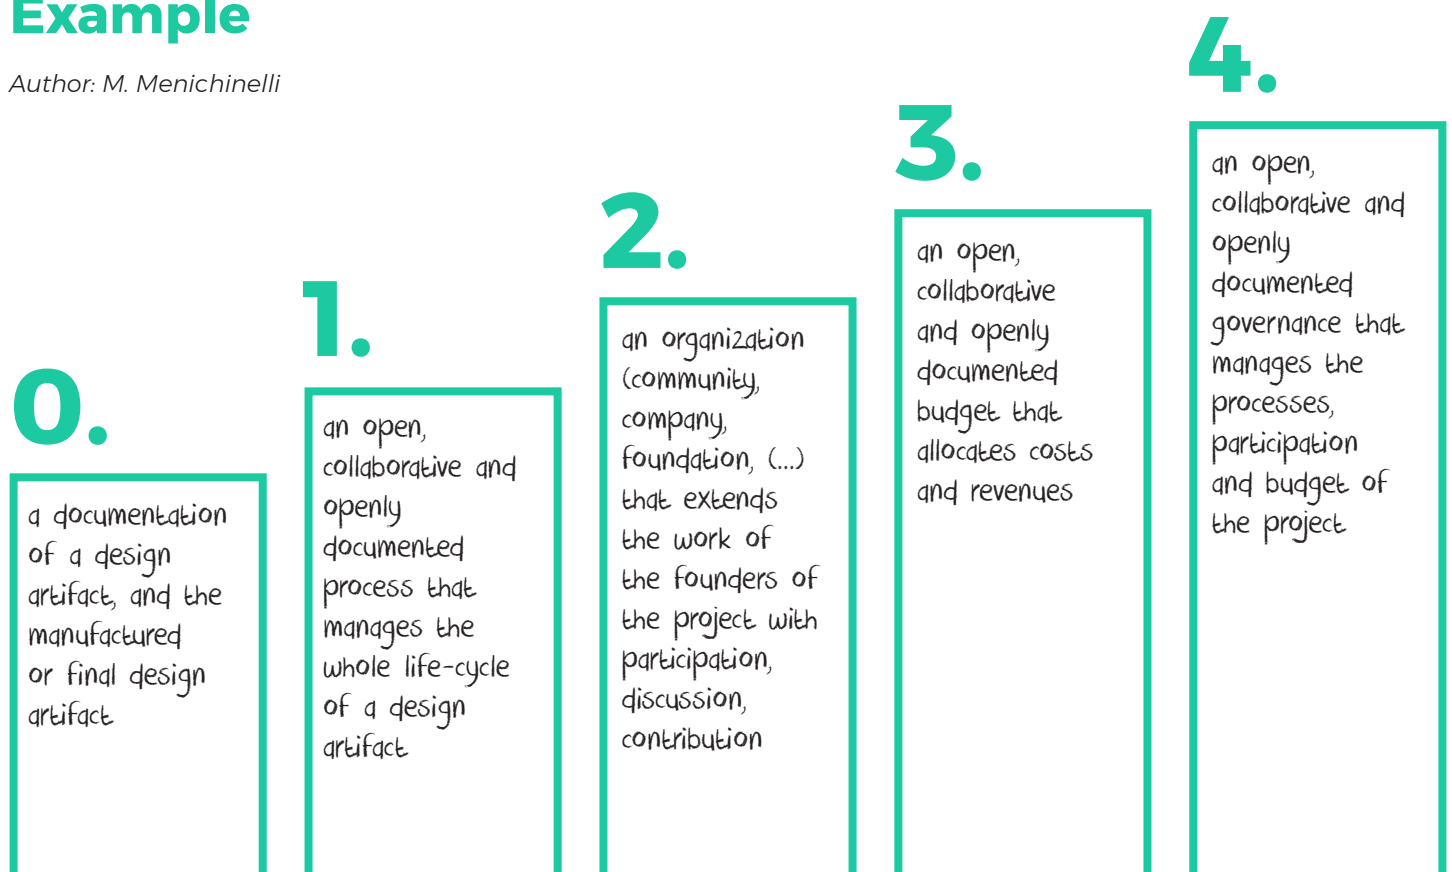 Example
Author: M. Menichinelli
0.
a documentation
of a design
artifact, and the
manufactured
or final design
artifact
1.
an open,
collaborative and
openly
documented
process that
manages the
whole life-cycle
of a design
artifact
2.
an organization
(community,
company,
foundation, (...)
that extends
the work of
the founders of
the project with
participation,
discussion,
contribution
3.
an open,
collaborative
and openly
documented
budget that
allocates costs
and revenues
4.
an open,
collaborative and
openly
documented
governance that
manages the
processes,
participation
and budget of
the project